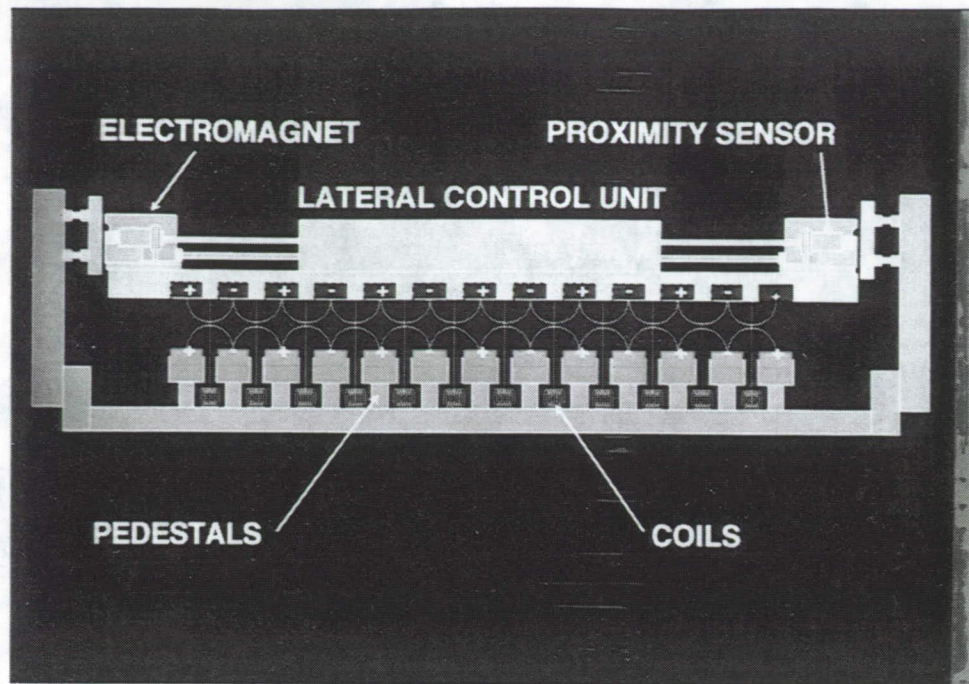 ELECTROMAGNET
PROXIMITY SENSOR
LATERAL CONTROL UNIT
+ - + - + - + - + - + - +
+ + + + + + +
PEDESTALS
COILS